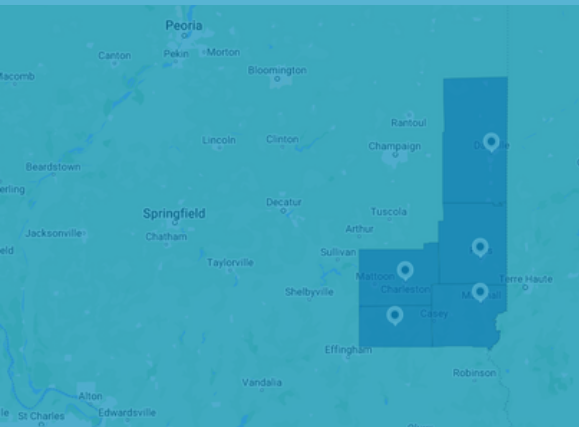 Peoria
Canton
Pekin
Morton
Macomb
Bloomington
Rantoul
Lincoln
Clinton
Champaign
Beardstown
Decatur
Springfield
Tuscola
Jacksonville
Chatham
Arthur
Taylorville
Sullivan
Mattoon
Terre Haute
Shelbyville
Charleston
Casey
Effingham
Robinson
Vandalia
Alton
St Charles
Edwardsville